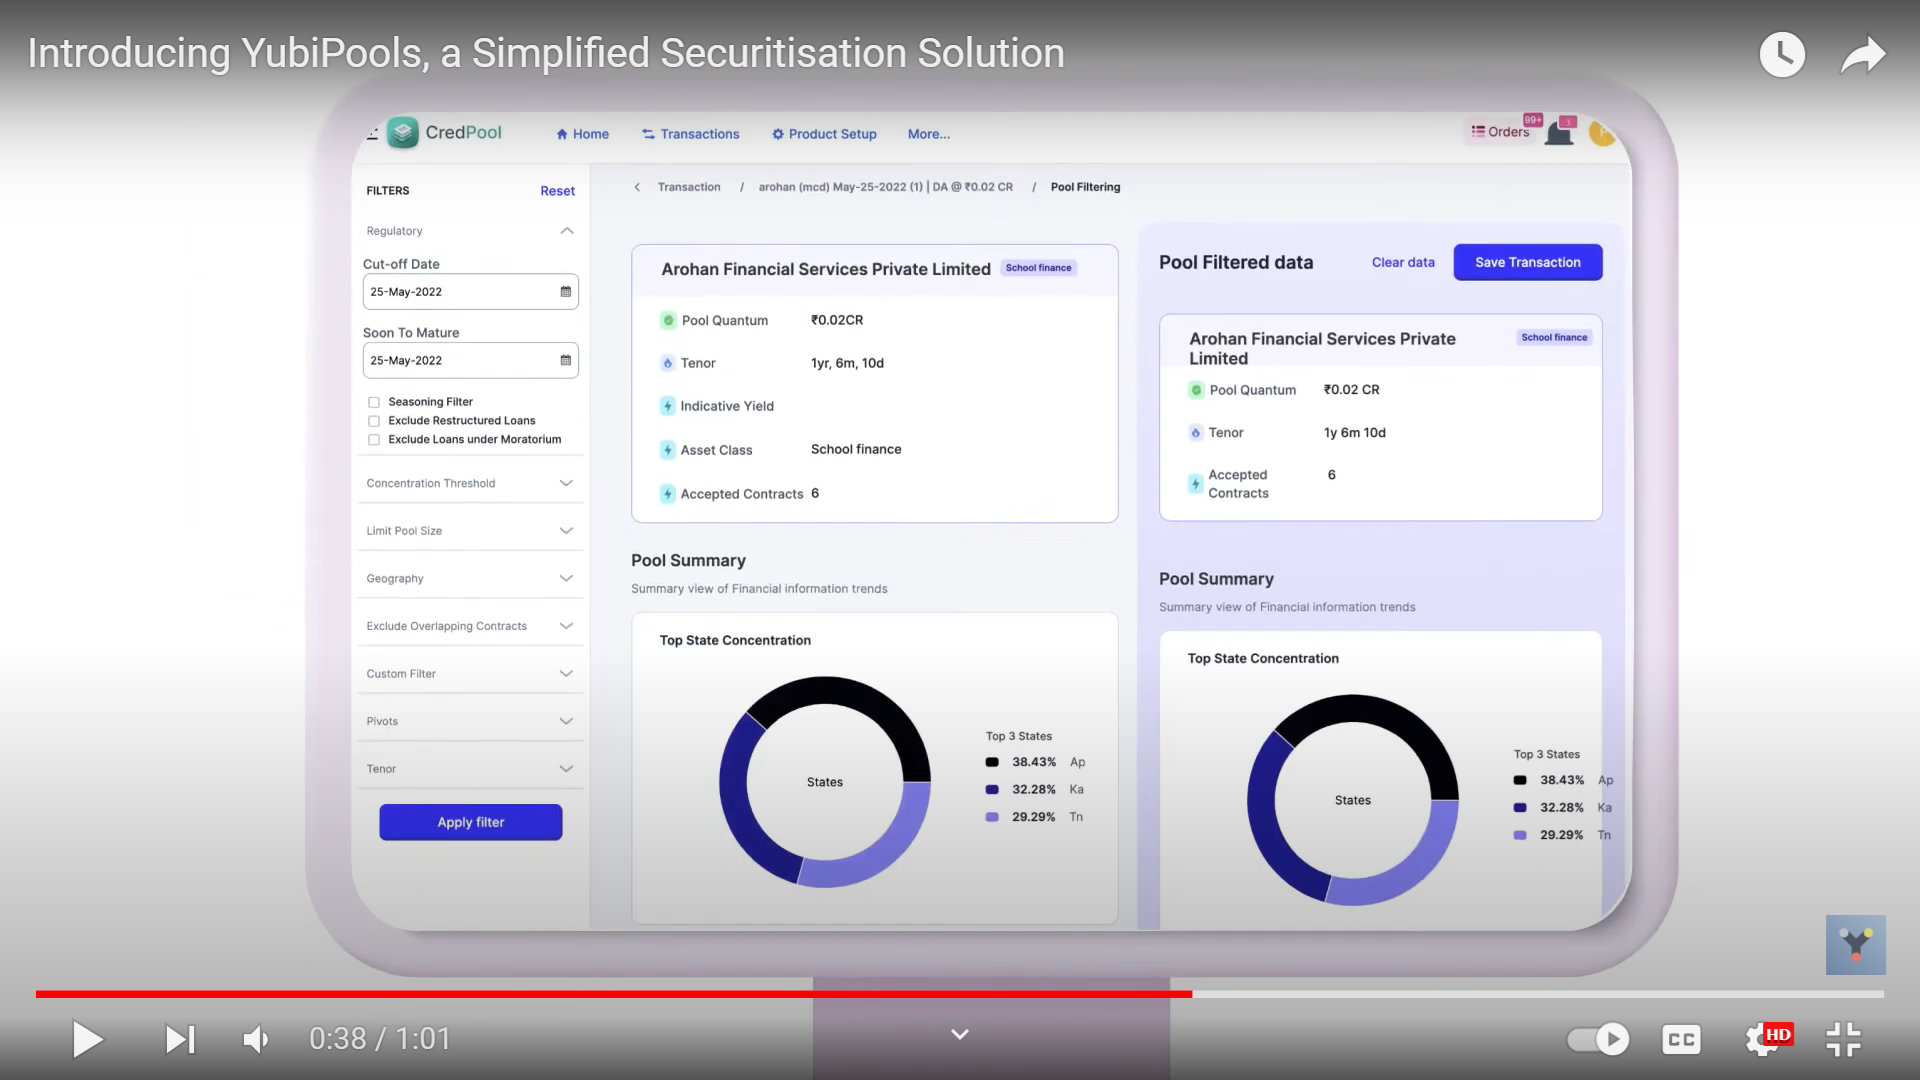 Introducing YubiPools, a Simplified Securitisation Solution
CredPool
Home
Transactions
Product Setup
More...
Orders
99+
3
FILTERS
Reset
Regulatory
Cut-off Date
25-May-2022
Soon To Mature
25-May-2022
Seasoning Filter
Exclude Restructured Loans
Exclude Loans under Moratorium
Concentration Threshold
Limit Pool Size
Geography
Exclude Overlapping Contracts
Custom Filter
Pivots
Tenor
Apply filter
Transaction / arohan (mcd) May-25-2022 (1) | DA @ ₹0.02 CR / Pool Filtering
Arohan Financial Services Private Limited
School finance
Pool Quantum ₹0.02CR
Tenor 1yr, 6m, 10d
Indicative Yield
Asset Class School finance
Accepted Contracts 6
Pool Summary
Summary view of Financial information trends
Top State Concentration
States
Top 3 States
38.43% Ap
32.28% Ka
29.29% Tn
Pool Filtered data
Clear data
Save Transaction
Arohan Financial Services Private
Limited
School finance
Pool Quantum ₹0.02 CR
Tenor 1y 6m 10d
Accepted
Contracts
6
Pool Summary
Summary view of Financial information trends
Top State Concentration
States
Top 3 States
38.43% Ap
32.28% Ka
29.29% Tn
0:38 / 1:01
CC
HD